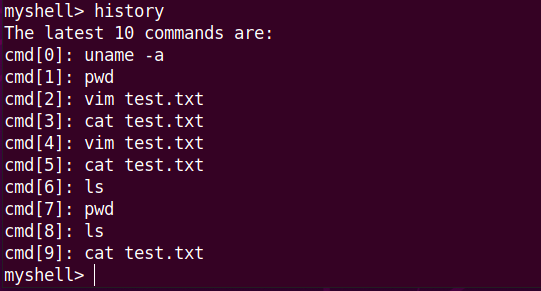 myshell> history
The latest 10 commands are:
cmd[0]: uname -a
cmd[1]: pwd
cmd[2]: vim test.txt
cmd[3]: cat test.txt
cmd[4]: vim test.txt
cmd[5]: cat test.txt
cmd[6]: ls
cmd[7]: pwd
cmd[8]: ls
cmd[9]: cat test.txt
myshell>